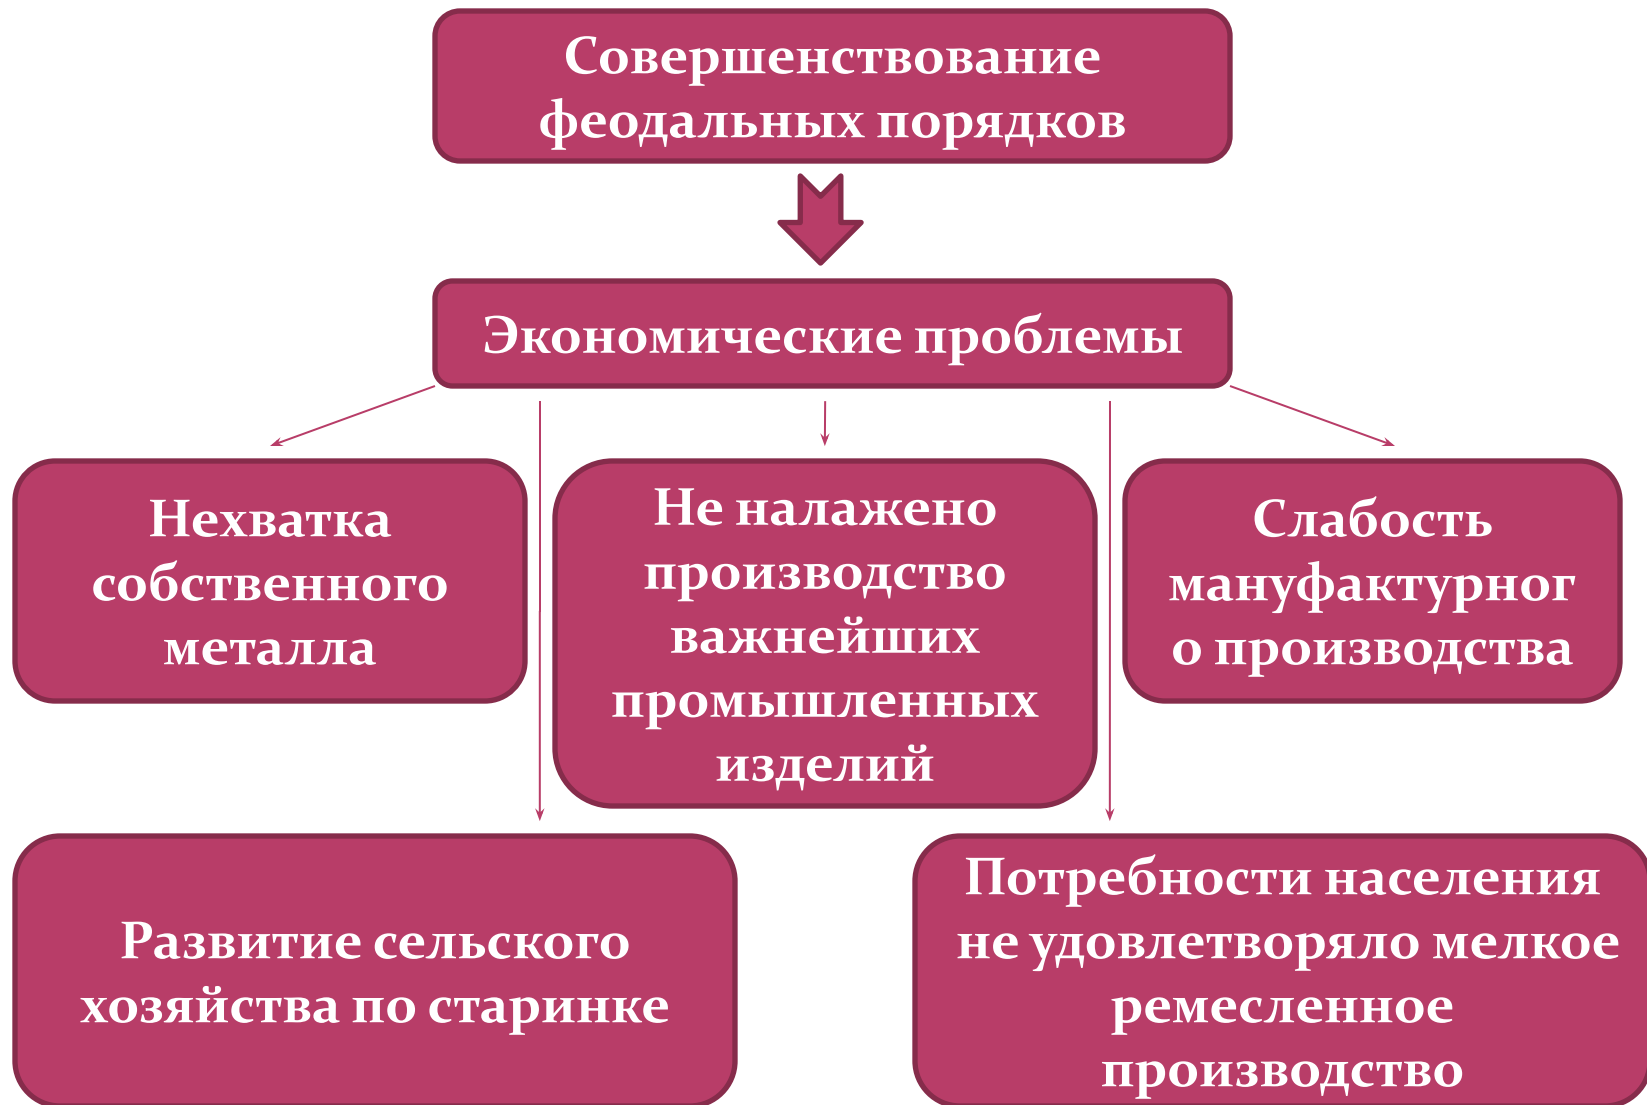 Совершенствование
феодальных порядков
Экономические проблемы
Нехватка
собственного
металла
Не налажено
производство
важнейших
промышленных
изделий
Слабость
мануфактурног
о производства
Развитие сельского
хозяйства по старинке
Потребности населения
не удовлетворяло мелкое
ремесленное
производство